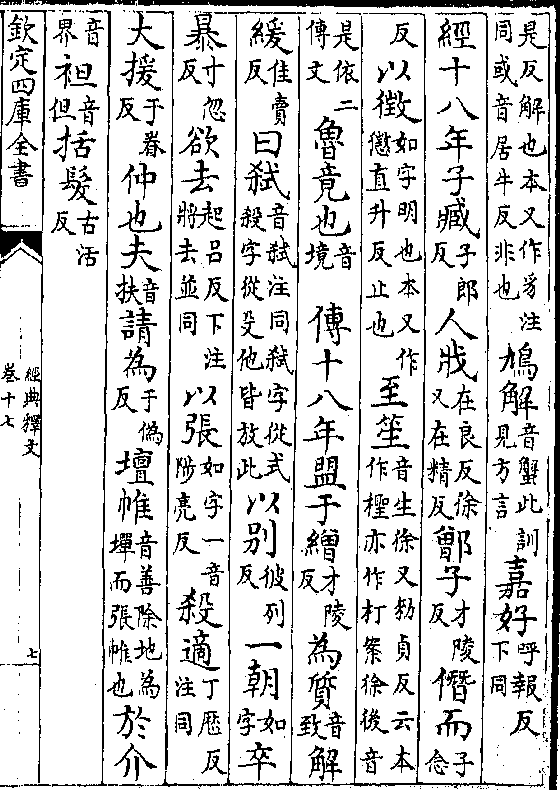 是反解也本又作豸注同或音居牛反非也鳩解音蟹此訓見方言嘉好呼報反下同
經十八年子臧子郎反人戕在良反徐又在精反鄫子才陵反僭而子念
反以徵如字明也本又作懲直升反止也至笙音生徐又勑貞反云本作檉亦作朾案徐後音
是依二傳文魯竟也音境傳十八年盟于繒才陵反為質音致解
緩佳賣反曰弑音弑注同弑字從式殺字從殳他皆放此以別彼列反一朝如字卒
暴寸忽反欲去起呂反下注將去並同以張如字一音陟亮反殺適丁厯反注同
大援于眷反仲也夫音扶請為于偽反壇帷音善除地為墠而張帷也於介
音界袒音但括髮古活反
欽定四庫全書
經典釋文
卷十七
七